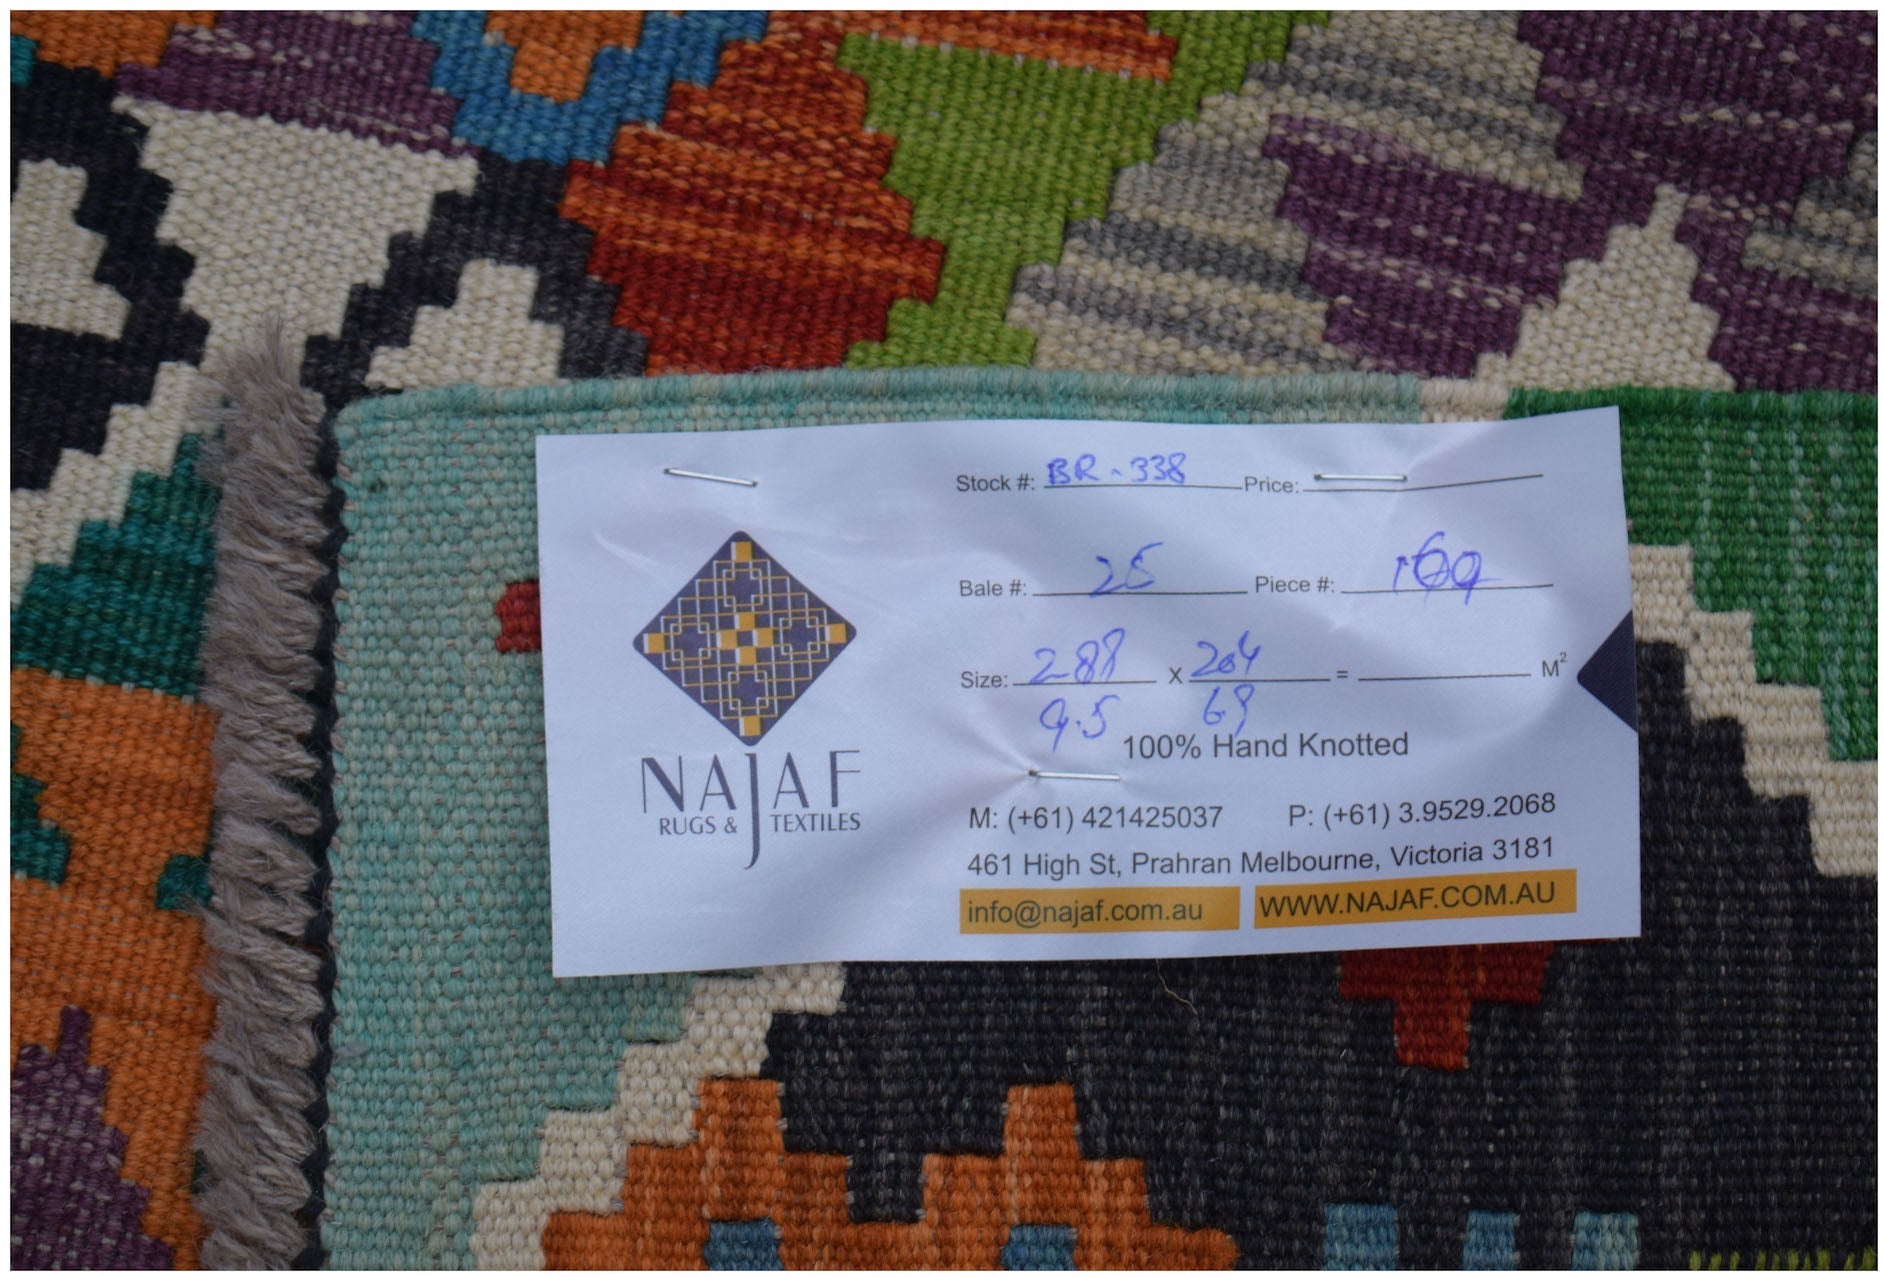 NAJAF
RUGS & TEXTILES
Stock #: BR-338 Price:
Bale #: 25 Piece #:
Size: 288 X 204 = M²
9.5
100% Hand Knotted
M: (+61) 421425037 P: (+61) 3.9529.2068
461 High St, Prahran Melbourne, Victoria 3181
info@najaf.com.au WWW.NAJAF.COM.AU